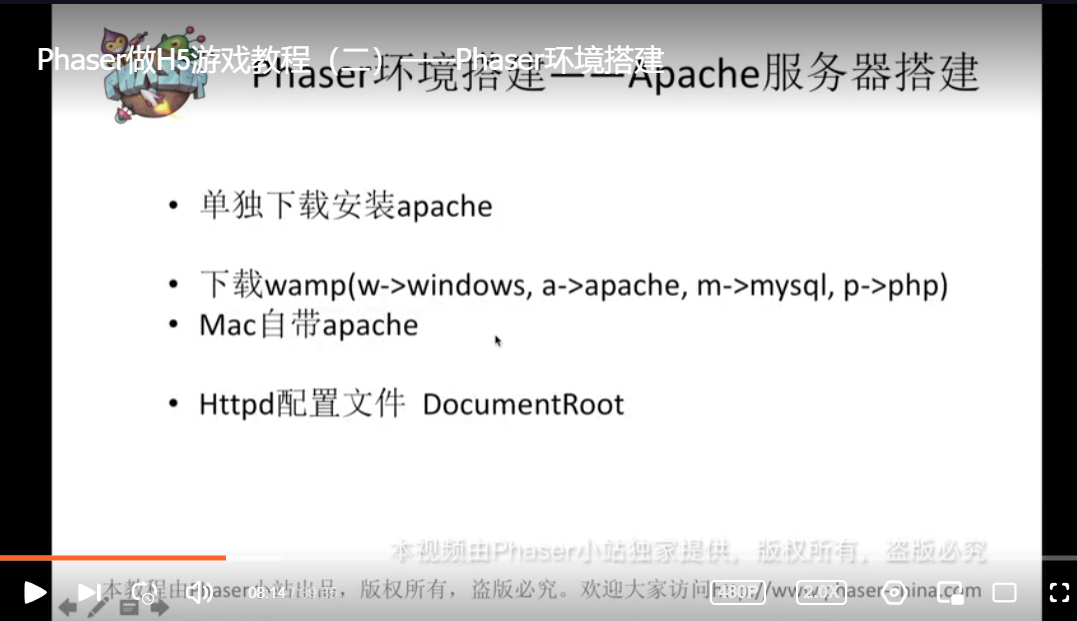 Phaser做H5游戏教程（二）——Phaser环境搭建
Phaser环境搭建——Apache服务器搭建
PHASER
• 单独下载安装apache
• 下载wamp(w->windows, a->apache, m->mysql, p->php)
• Mac自带apache
• Httpd配置文件 DocumentRoot
本视频由Phaser小站独家提供，版权所有，盗版必究
本教程由Phaser小站出品，版权所有，盗版必究。欢迎大家访问http://www.phaser-china.com
08:14
480P
2.0X